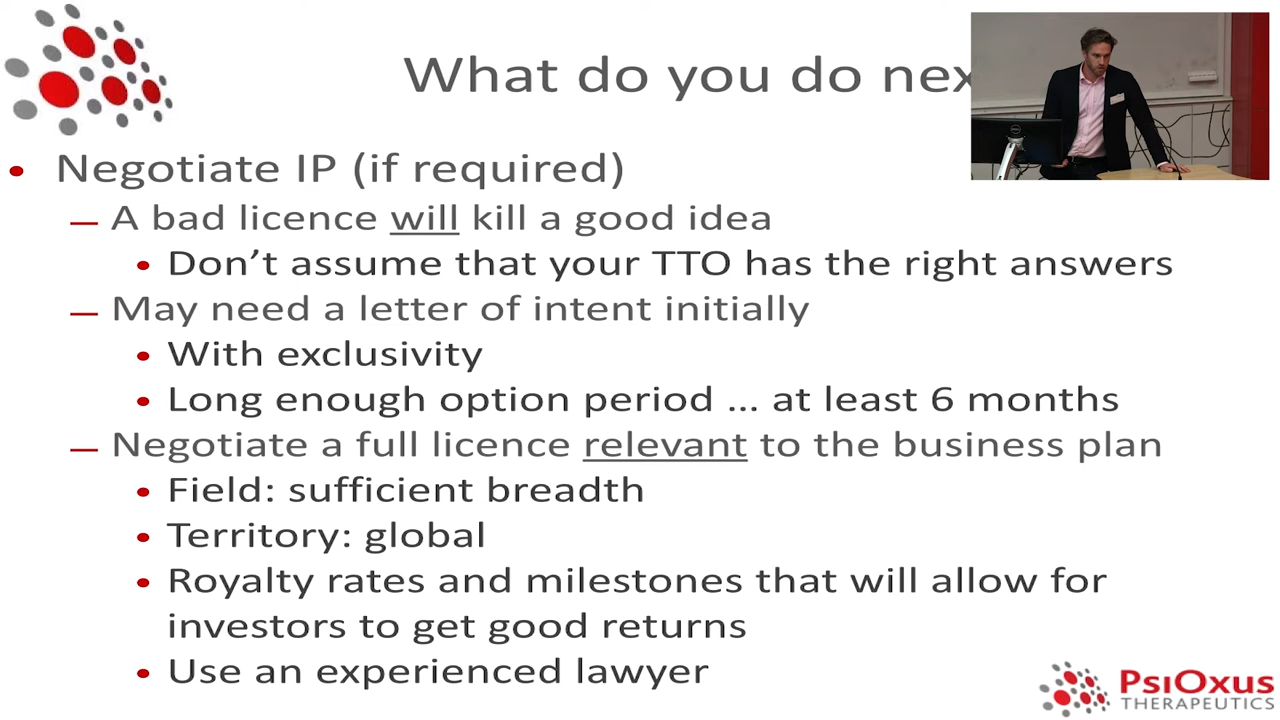 What do you do nex
• Negotiate IP (if required)
— A bad licence will kill a good idea
• Don’t assume that your TTO has the right answers
— May need a letter of intent initially
• With exclusivity
• Long enough option period ... at least 6 months
— Negotiate a full licence relevant to the business plan
• Field: sufficient breadth
• Territory: global
• Royalty rates and milestones that will allow for
investors to get good returns
• Use an experienced lawyer
PsiOxus
THERAPEUTICS